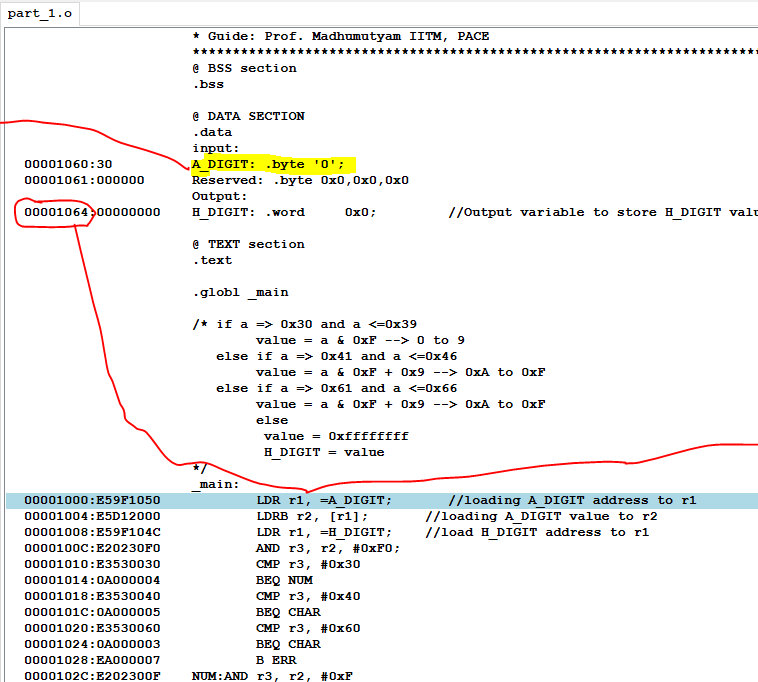 part_1.o
* Guide: Prof. Madhumutyam IITM, PACE
***********************************************************************
@ BSS section
.bss
@ DATA SECTION
.data
input:
00001060:30 A_DIGIT: .byte '0';
00001061:000000 Reserved: .byte 0x0,0x0,0x0
Output:
00001064:00000000 H_DIGIT: .word 0x0; //Output variable to store H_DIGIT valu
@ TEXT section
.text
.globl _main
/* if a => 0x30 and a <=0x39
value = a & 0xF --> 0 to 9
else if a => 0x41 and a <=0x46
value = a & 0xF + 0x9 --> 0xA to 0xF
else if a => 0x61 and a <=0x66
value = a & 0xF + 0x9 --> 0xA to 0xF
else
value = 0xffffffff
H_DIGIT = value
*/
_main:
00001000:E59F1050 LDR r1, =A_DIGIT; //loading A_DIGIT address to r1
00001004:E5D12000 LDRB r2, [r1]; //loading A_DIGIT value to r2
00001008:E59F104C LDR r1, =H_DIGIT; //load H_DIGIT address to r1
0000100C:E20230F0 AND r3, r2, #0xF0;
00001010:E3530030 CMP r3, #0x30
00001014:0A000004 BEQ NUM
00001018:E3530040 CMP r3, #0x40
0000101C:0A000005 BEQ CHAR
00001020:E3530060 CMP r3, #0x60
00001024:0A000003 BEQ CHAR
00001028:EA000007 B ERR
0000102C:E202300F NUM:AND r3, r2, #0xF